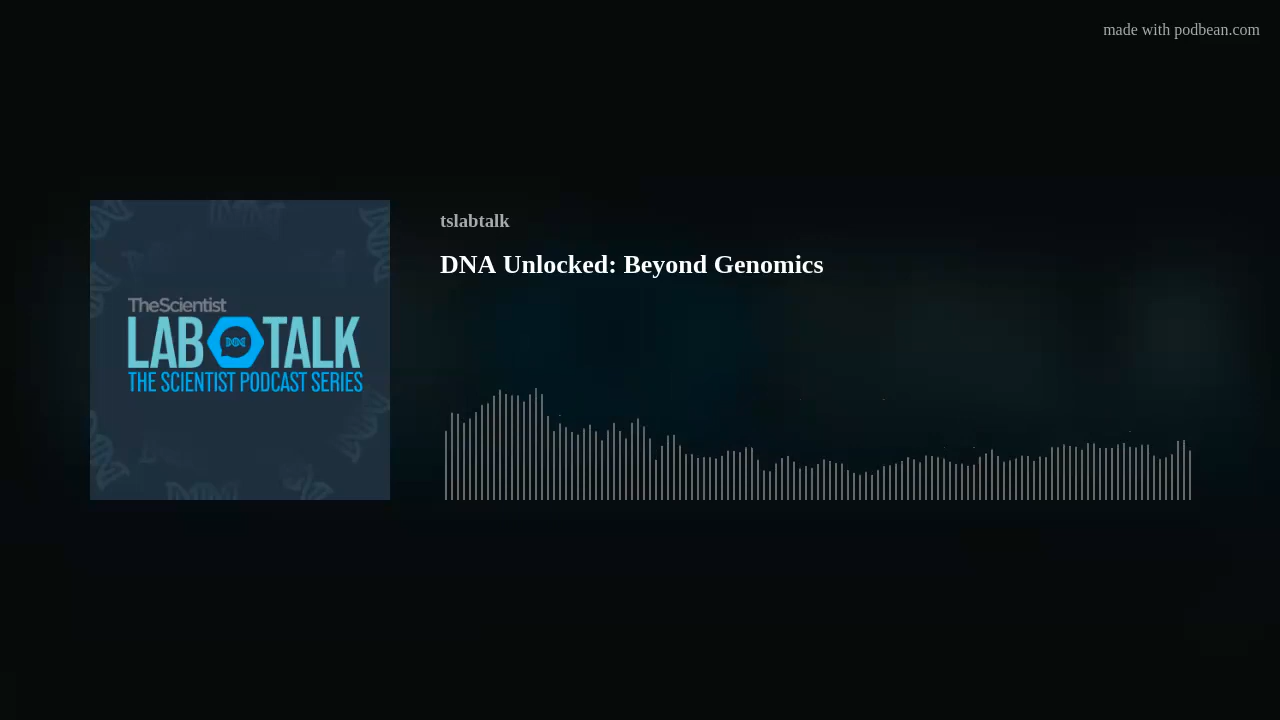 made with podbean.com
tslabtalk
DNA Unlocked: Beyond Genomics
TheScientist
LAB TALK
THE SCIENTIST PODCAST SERIES